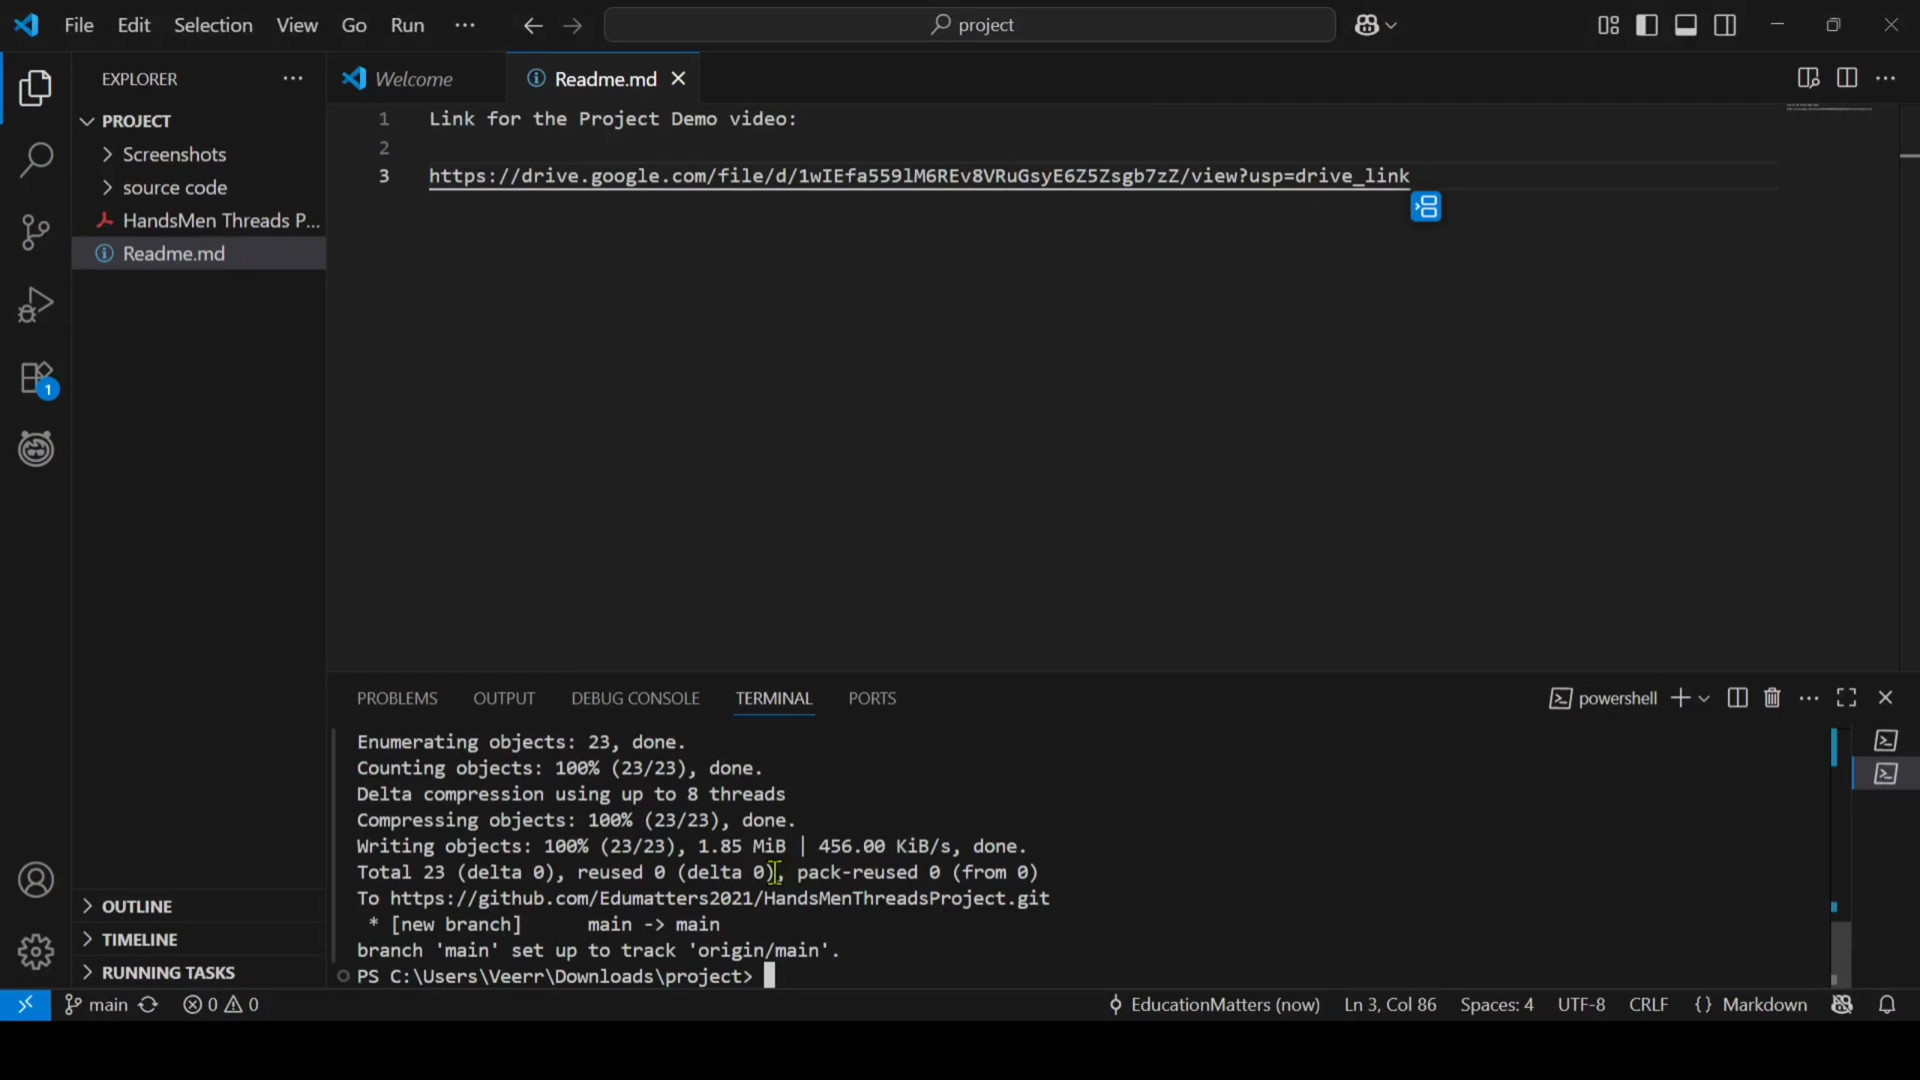 File Edit Selection View Go Run ··· project
EXPLORER ···
PROJECT
Screenshots
source code
HandsMen Threads P...
Readme.md
OUTLINE
TIMELINE
RUNNING TASKS
Welcome Readme.md
1 Link for the Project Demo video:
2
3 https://drive.google.com/file/d/1wIEfa559lM6REv8VRuGsyE6Z5Zsgb7zZ/view?usp=drive_link
PROBLEMS OUTPUT DEBUG CONSOLE TERMINAL PORTS powershell
Enumerating objects: 23, done.
Counting objects: 100% (23/23), done.
Delta compression using up to 8 threads
Compressing objects: 100% (23/23), done.
Writing objects: 100% (23/23), 1.85 MiB | 456.00 KiB/s, done.
Total 23 (delta 0), reused 0 (delta 0), pack-reused 0 (from 0)
To https://github.com/Edumatters2021/HandsMenThreadsProject.git
* [new branch] main -> main
branch 'main' set up to track 'origin/main'.
PS C:\Users\Veerr\Downloads\project>
1
main 0 0 EducationMatters (now) Ln 3, Col 86 Spaces: 4 UTF-8 CRLF {} Markdown